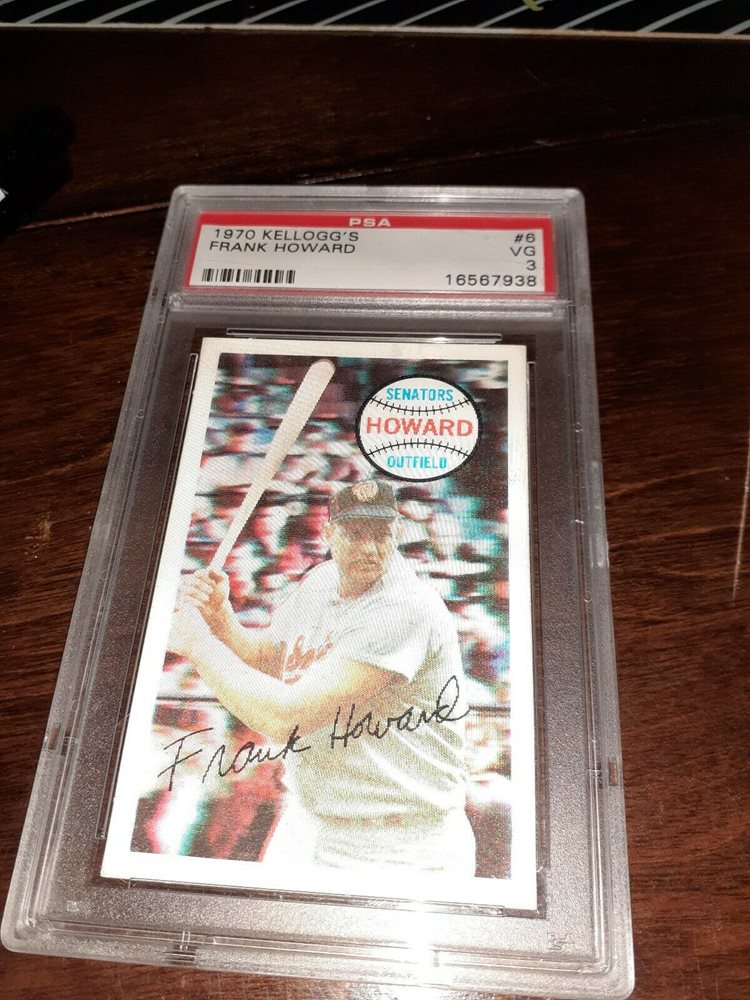 PSA
1970 KELLOGG'S #6
FRANK HOWARD VG
3
16567938
SENATORS
HOWARD
OUTFIELD
Frank Howard